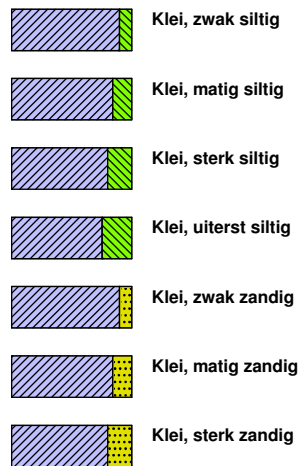 Klei, zwak siltig
Klei, matig siltig
Klei, sterk siltig
Klei, uiterst siltig
Klei, zwak zandig
Klei, matig zandig
Klei, sterk zandig